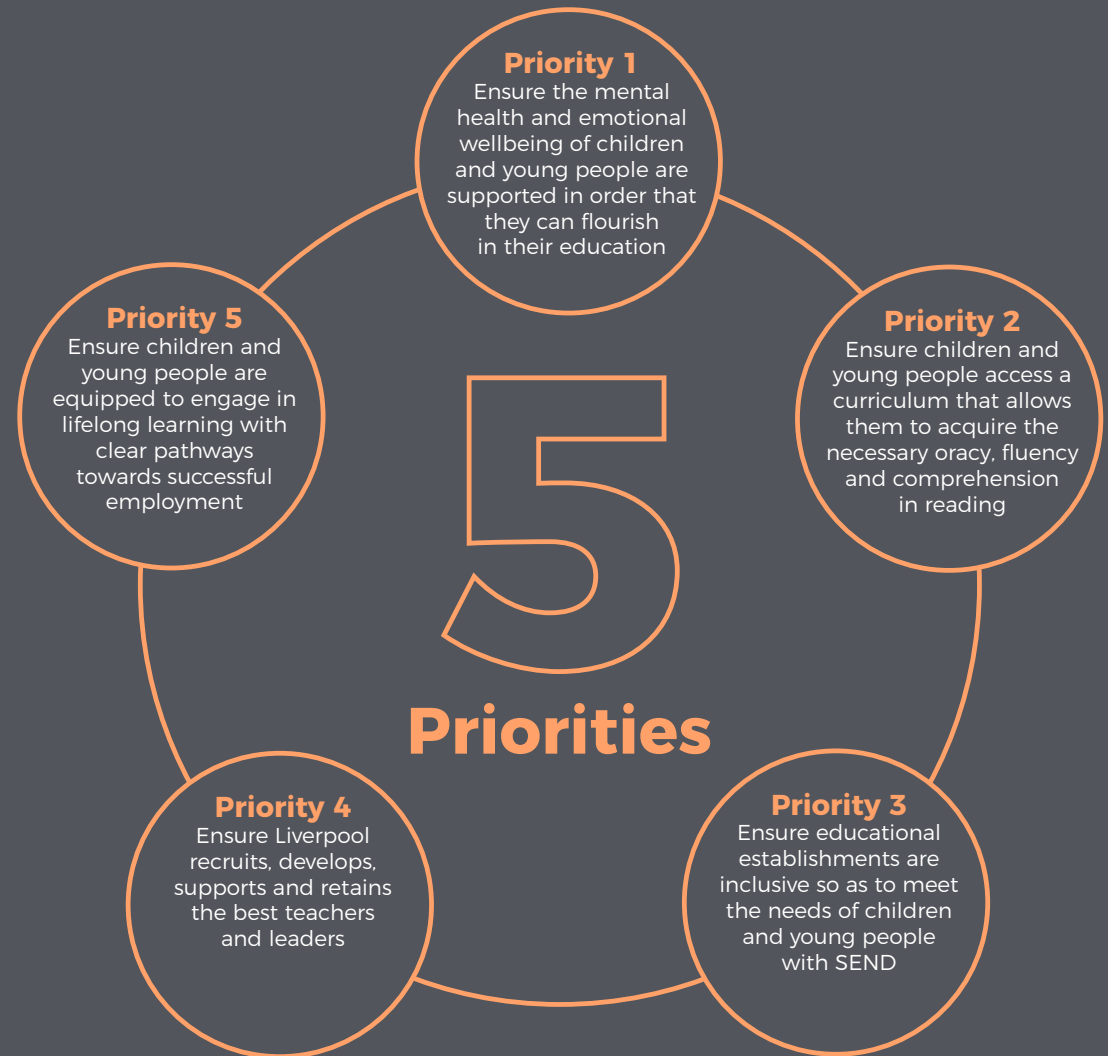 Priority 1
Ensure the mental
health and emotional
wellbeing of children
and young people are
supported in order that
they can flourish
in their education
Priority 2
Ensure children and
young people access a
curriculum that allows
them to acquire the
necessary oracy, fluency
and comprehension
in reading
Priority 3
Ensure educational
establishments are
inclusive so as to meet
the needs of children
and young people
with SEND
Priority 4
Ensure Liverpool
recruits, develops,
supports and retains
the best teachers
and leaders
Priority 5
Ensure children and
young people are
equipped to engage in
lifelong learning with
clear pathways
towards successful
employment
5
Priorities